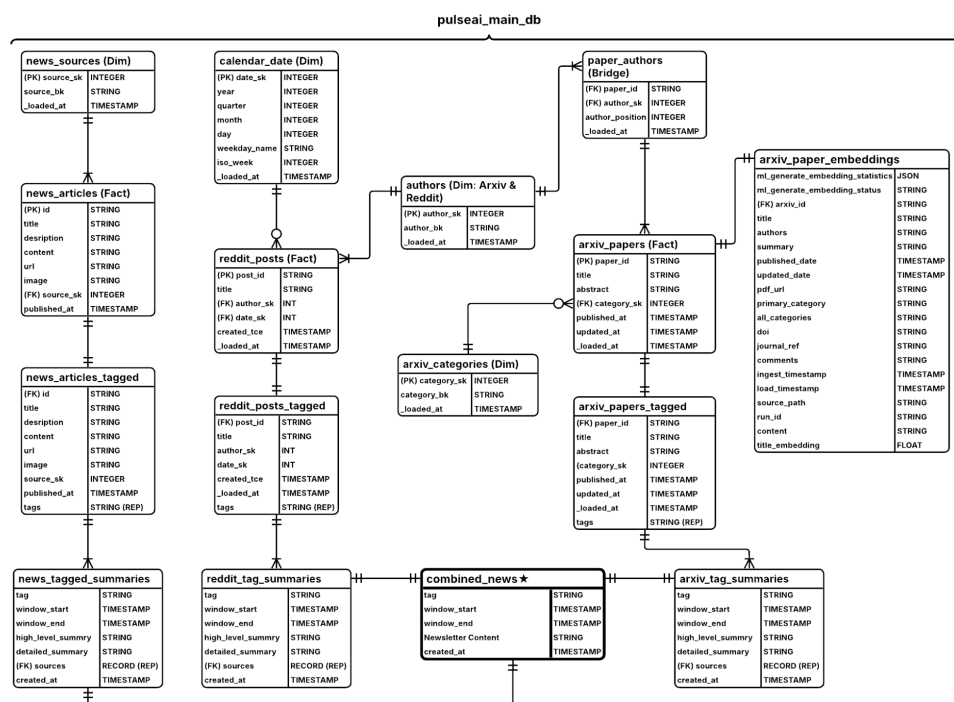 pulseai_main_db
news_sources (Dim)
(PK) source_sk INTEGER
source_bk STRING
_loaded_at TIMESTAMP
calendar_date (Dim)
(PK) date_sk INTEGER
year INTEGER
quarter INTEGER
month INTEGER
day INTEGER
weekday_name STRING
iso_week INTEGER
_loaded_at TIMESTAMP
paper_authors
(Bridge)
(FK) paper_id STRING
(FK) author_sk INTEGER
author_position INTEGER
_loaded_at TIMESTAMP
arxiv_paper_embeddings
ml_generate_embedding_statistics JSON
ml_generate_embedding_status STRING
(FK) arxiv_id STRING
title STRING
authors STRING
summary STRING
published_date TIMESTAMP
updated_date TIMESTAMP
pdf_url STRING
primary_category STRING
all_categories STRING
doi STRING
journal_ref STRING
comments STRING
ingest_timestamp TIMESTAMP
load_timestamp TIMESTAMP
source_path STRING
run_id STRING
content STRING
title_embedding FLOAT
news_articles (Fact)
(PK) id STRING
title STRING
desription STRING
content STRING
url STRING
image STRING
(FK) source_sk INTEGER
published_at TIMESTAMP
authors (Dim: Arxiv &
Reddit)
(PK) author_sk INTEGER
author_bk STRING
_loaded_at TIMESTAMP
reddit_posts (Fact)
(PK) post_id STRING
title STRING
(FK) author_sk INT
(FK) date_sk INT
created_tce TIMESTAMP
_loaded_at TIMESTAMP
arxiv_papers (Fact)
(PK) paper_id STRING
title STRING
abstract STRING
(FK) category_sk INTEGER
published_at TIMESTAMP
updated_at TIMESTAMP
_loaded_at TIMESTAMP
arxiv_categories (Dim)
(PK) category_sk INTEGER
category_bk STRING
_loaded_at TIMESTAMP
news_articles_tagged
(FK) id STRING
title STRING
desription STRING
content STRING
url STRING
image STRING
source_sk INTEGER
published_at TIMESTAMP
tags STRING (REP)
reddit_posts_tagged
(FK) post_id STRING
title STRING
author_sk INT
date_sk INT
created_tce TIMESTAMP
_loaded_at TIMESTAMP
tags STRING (REP)
arxiv_papers_tagged
(FK) paper_id STRING
title STRING
abstract STRING
(category_sk INTEGER
published_at TIMESTAMP
updated_at TIMESTAMP
_loaded_at TIMESTAMP
tags STRING (REP)
news_tagged_summaries
tag STRING
window_start TIMESTAMP
window_end TIMESTAMP
high_level_summry STRING
detailed_summary STRING
(FK) sources RECORD (REP)
created_at TIMESTAMP
reddit_tag_summaries
tag STRING
window_start TIMESTAMP
window_end TIMESTAMP
high_level_summry STRING
detailed_summary STRING
(FK) sources RECORD (REP)
created_at TIMESTAMP
combined_news★
tag STRING
window_start TIMESTAMP
window_end TIMESTAMP
Newsletter Content STRING
created_at TIMESTAMP
arxiv_tag_summaries
tag STRING
window_start TIMESTAMP
window_end TIMESTAMP
high_level_summry STRING
detailed_summary STRING
(FK) sources RECORD (REP)
created_at TIMESTAMP